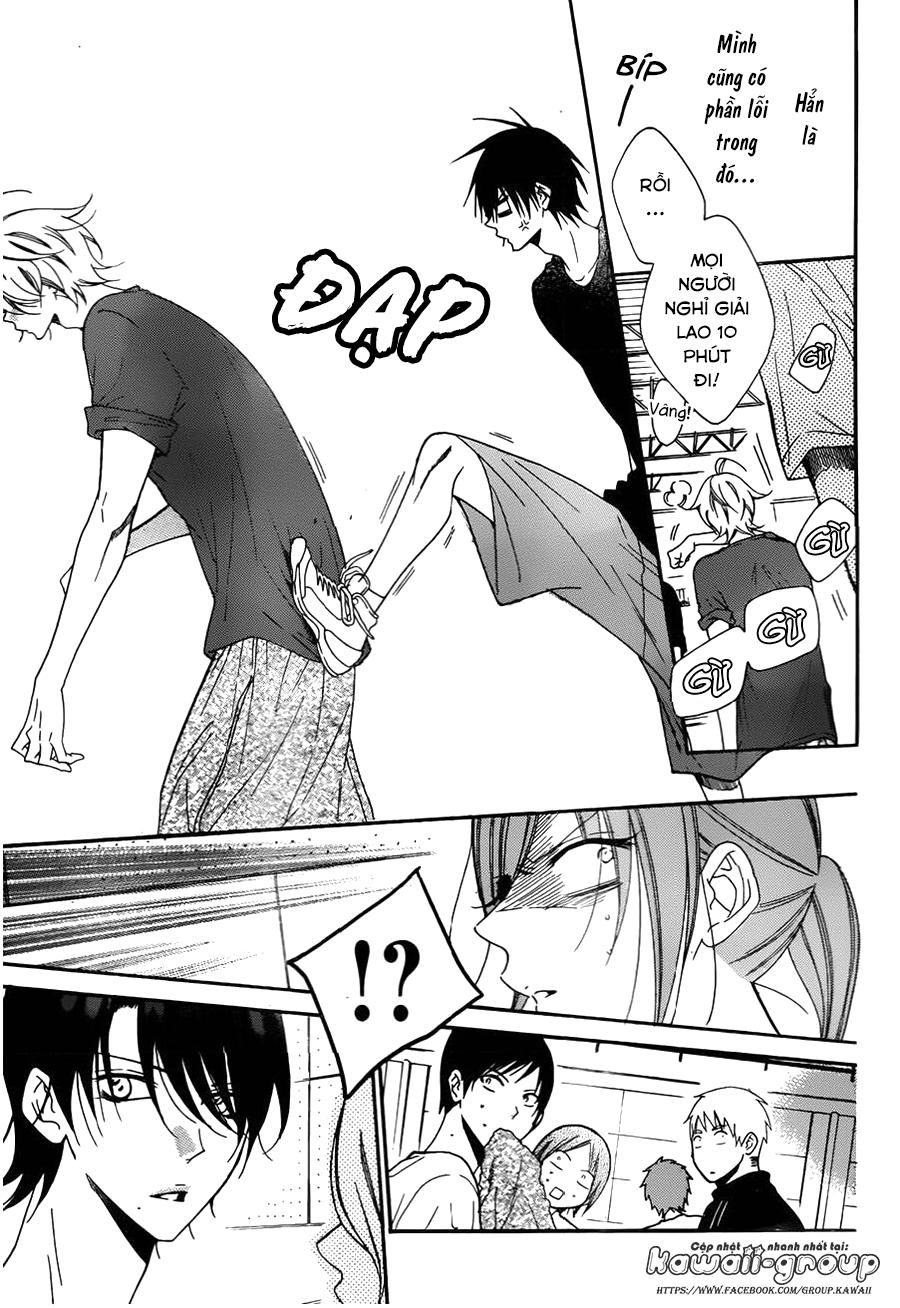 Hẳn
là
Mình
cũng có
phần lỗi
trong
đó...
BÍP
RỒI
...
MỌI
NGƯỜI
NGHỈ GIẢI
LAO 10
PHÚT
ĐI!
Vâng!
GỪ
GỪ
GỪ
GỪ
ĐẠP
!?
Cập nhật nhanh nhất tại:
kawaii-group
HTTPS://WWW.FACEBOOK.COM/GROUP.KAWAII